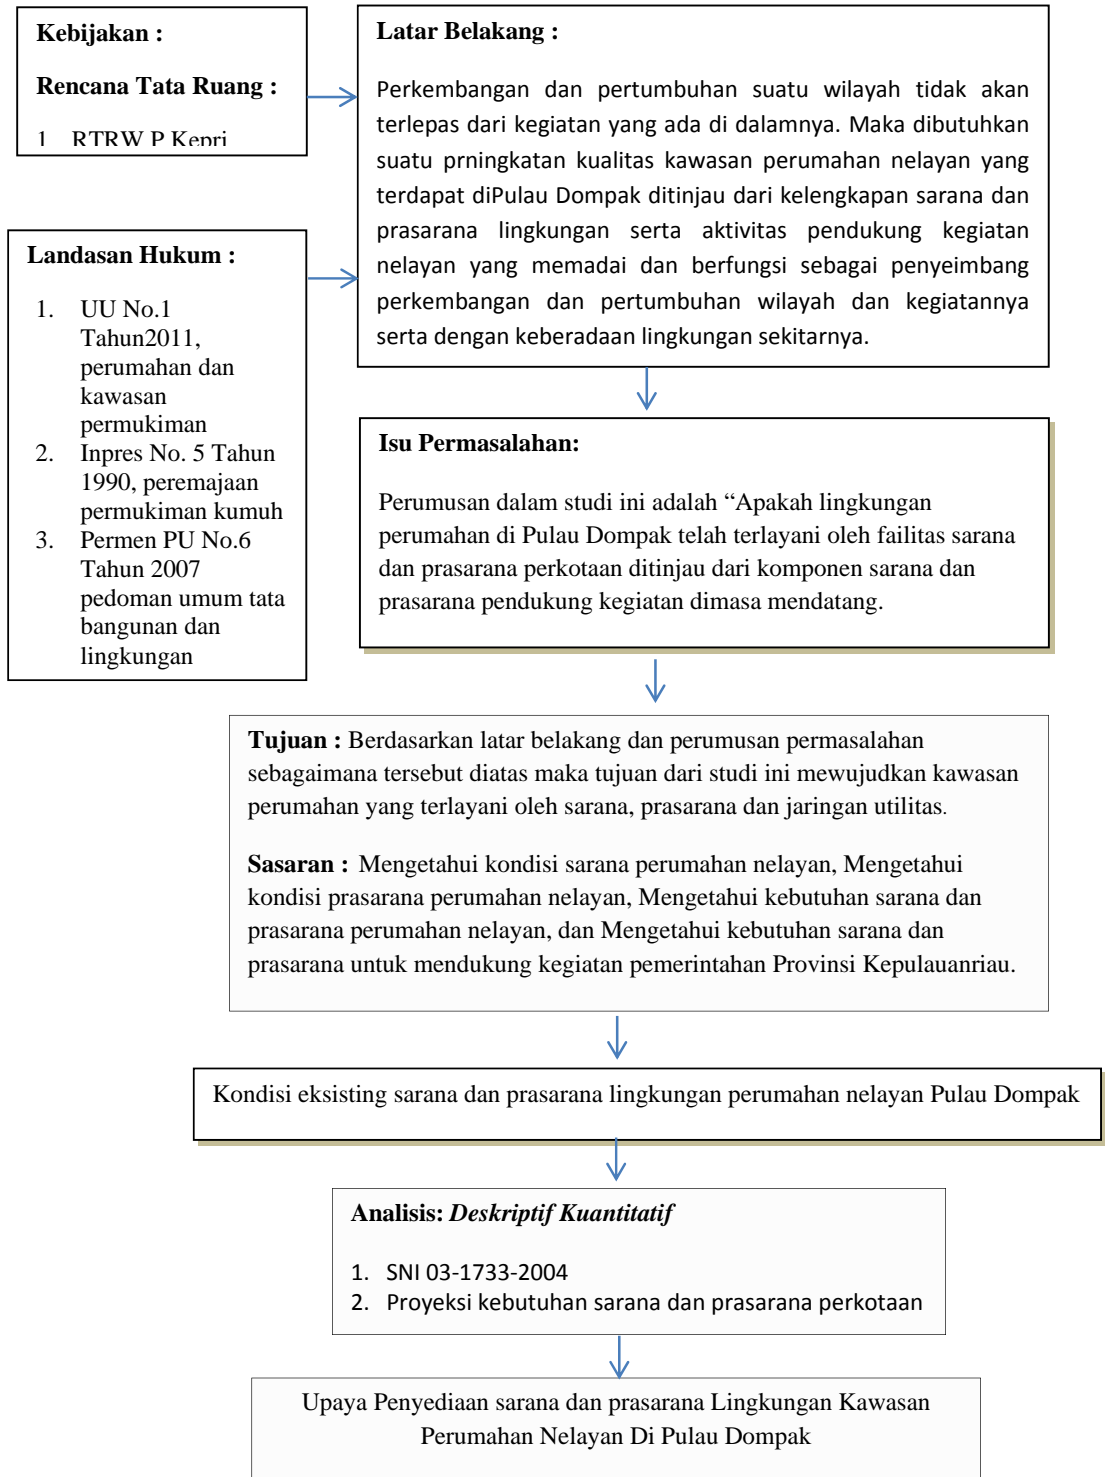 Kebijakan :
Rencana Tata Ruang :
1 RTRW P Kepri
Landasan Hukum :
1. UU No.1
Tahun2011,
perumahan dan
kawasan
permukiman
2. Inpres No. 5 Tahun
1990, peremajaan
permukiman kumuh
3. Permen PU No.6
Tahun 2007
pedoman umum tata
bangunan dan
lingkungan
Latar Belakang :
Perkembangan dan pertumbuhan suatu wilayah tidak akan
terlepas dari kegiatan yang ada di dalamnya. Maka dibutuhkan
suatu prningkatan kualitas kawasan perumahan nelayan yang
terdapat diPulau Dompak ditinjau dari kelengkapan sarana dan
prasarana lingkungan serta aktivitas pendukung kegiatan
nelayan yang memadai dan berfungsi sebagai penyeimbang
perkembangan dan pertumbuhan wilayah dan kegiatannya
serta dengan keberadaan lingkungan sekitarnya.
Isu Permasalahan:
Perumusan dalam studi ini adalah “Apakah lingkungan
perumahan di Pulau Dompak telah terlayani oleh failitas sarana
dan prasarana perkotaan ditinjau dari komponen sarana dan
prasarana pendukung kegiatan dimasa mendatang.
Tujuan : Berdasarkan latar belakang dan perumusan permasalahan
sebagaimana tersebut diatas maka tujuan dari studi ini mewujudkan kawasan
perumahan yang terlayani oleh sarana, prasarana dan jaringan utilitas.
Sasaran : Mengetahui kondisi sarana perumahan nelayan, Mengetahui
kondisi prasarana perumahan nelayan, Mengetahui kebutuhan sarana dan
prasarana perumahan nelayan, dan Mengetahui kebutuhan sarana dan
prasarana untuk mendukung kegiatan pemerintahan Provinsi Kepulauanriau.
Kondisi eksisting sarana dan prasarana lingkungan perumahan nelayan Pulau Dompak
Analisis: Deskriptif Kuantitatif
1. SNI 03-1733-2004
2. Proyeksi kebutuhan sarana dan prasarana perkotaan
Upaya Penyediaan sarana dan prasarana Lingkungan Kawasan
Perumahan Nelayan Di Pulau Dompak